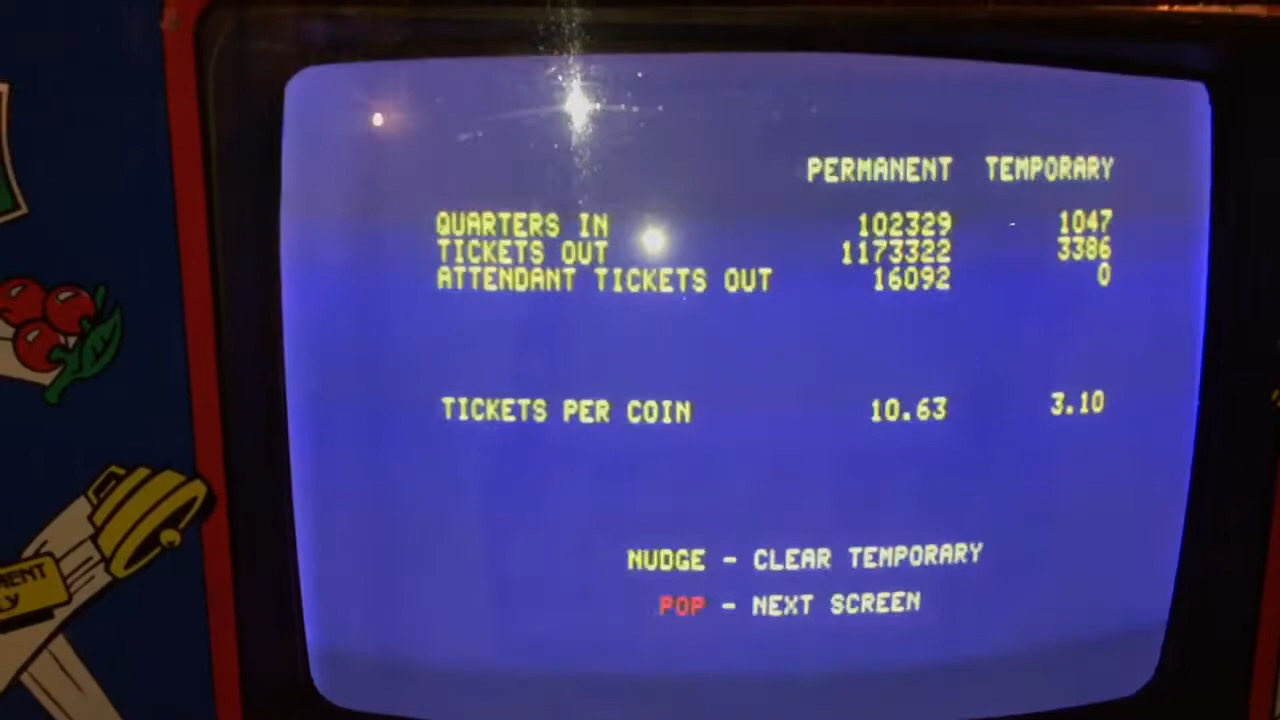 PERMANENT TEMPORARY
QUARTERS IN 102329 1047
TICKETS OUT 1173322 3386
ATTENDANT TICKETS OUT 16092 0
TICKETS PER COIN 10.63 3.10
NUDGE - CLEAR TEMPORARY
POP - NEXT SCREEN